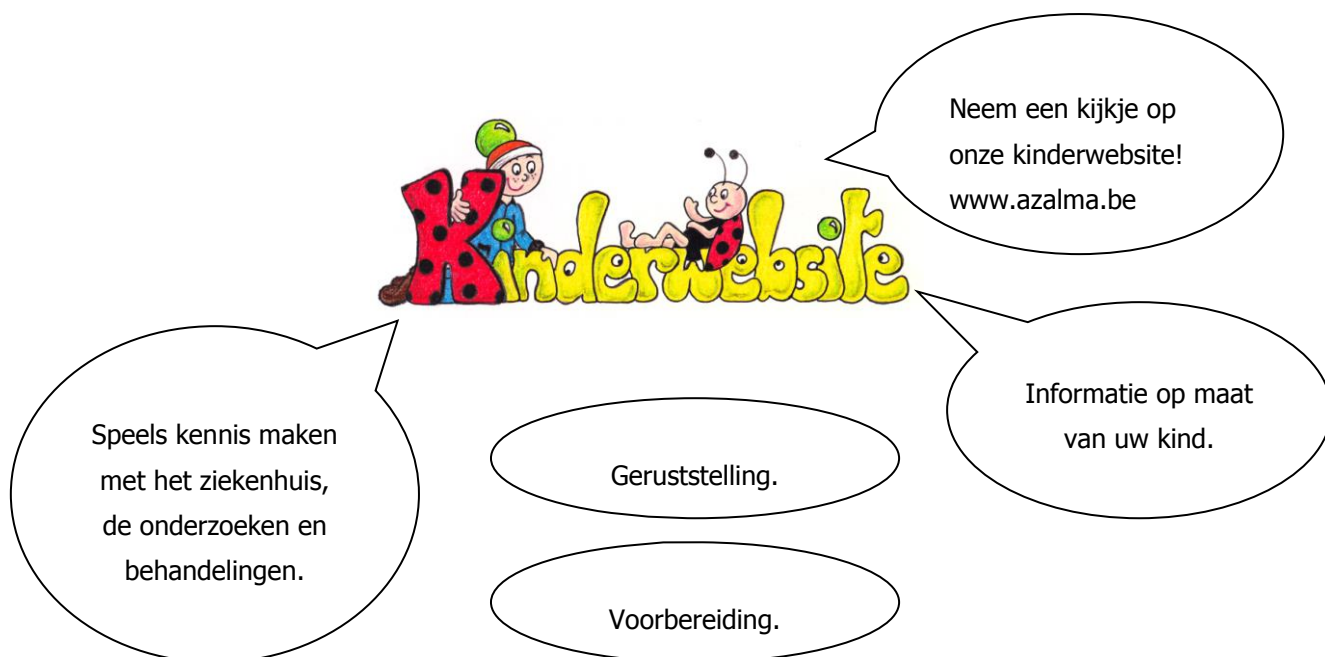 Neem een kijkje op
onze kinderwebsite!
www.azalma.be
Kinderwebsite
Informatie op maat
van uw kind.
Speels kennis maken
met het ziekenhuis,
de onderzoeken en
behandelingen.
Geruststelling.
Voorbereiding.